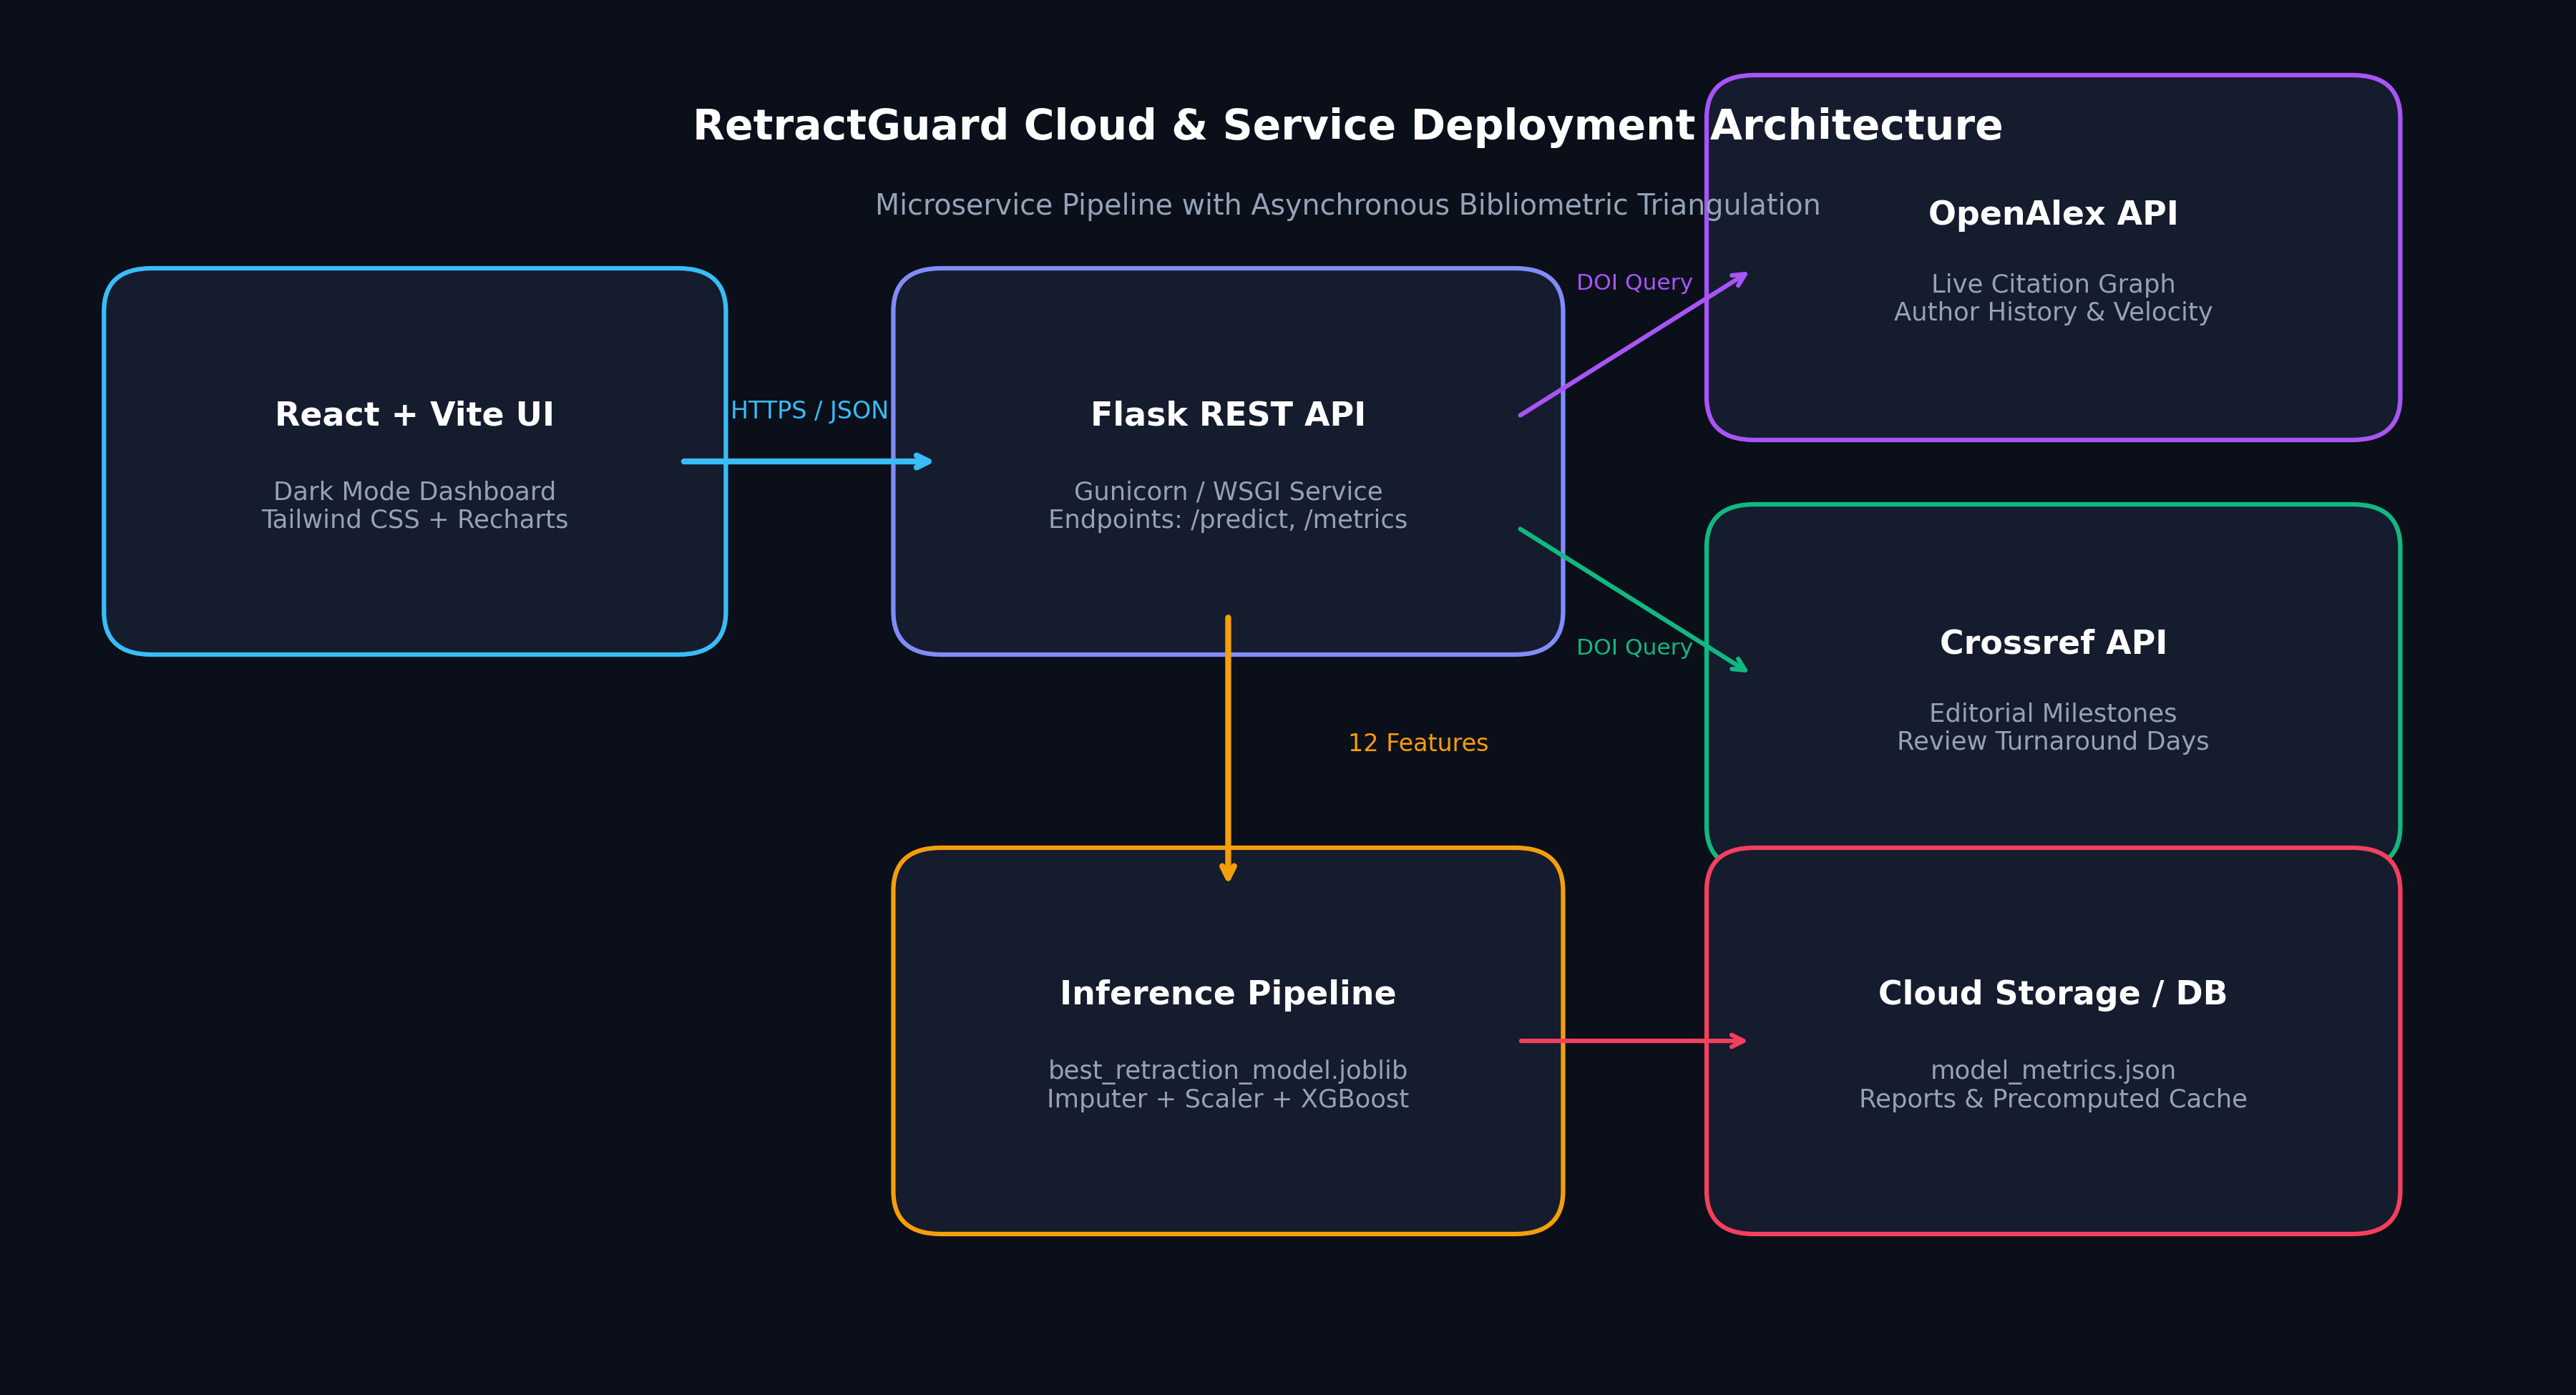 RetractGuard Cloud & Service Deployment Architecture
Microservice Pipeline with Asynchronous Bibliometric Triangulation
React + Vite UI
Dark Mode Dashboard
Tailwind CSS + Recharts
HTTPS / JSON
Flask REST API
Gunicorn / WSGI Service
Endpoints: /predict, /metrics
DOI Query
OpenAlex API
Live Citation Graph
Author History & Velocity
DOI Query
Crossref API
Editorial Milestones
Review Turnaround Days
12 Features
Inference Pipeline
best_retraction_model.joblib
Imputer + Scaler + XGBoost
Cloud Storage / DB
model_metrics.json
Reports & Precomputed Cache